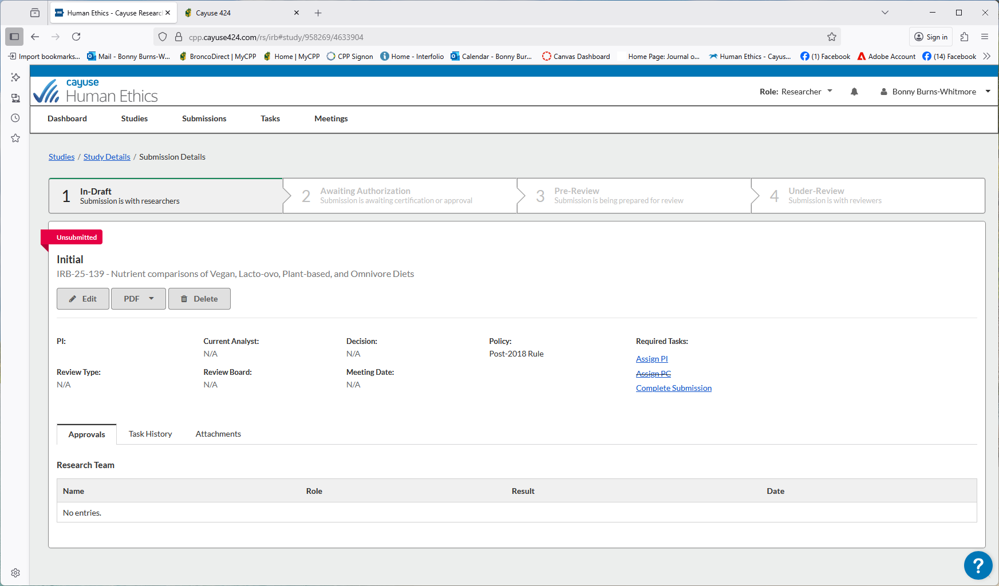 Human Ethics - Cayuse Researc
Cayuse 424
cpp.cayuse424.com/rs/irb#study/958269/4633904
Sign in
Import bookmarks...
Mail - Bonny Burns-W...
BroncoDirect | MyCPP
Home | MyCPP
CPP Signon
Home - Interfolio
Calendar - Bonny Bur...
Canvas Dashboard
Home Page: Journal o...
Human Ethics - Cayus...
(1) Facebook
Adobe Account
(14) Facebook
cayuse
Human Ethics
Role: Researcher
Bonny Burns-Whitmore
Dashboard
Studies
Submissions
Tasks
Meetings
Studies / Study Details / Submission Details
1 In-Draft
Submission is with researchers
2 Awaiting Authorization
Submission is awaiting certification or approval
3 Pre-Review
Submission is being prepared for review
4 Under-Review
Submission is with reviewers
Unsubmitted
Initial
IRB-25-139 - Nutrient comparisons of Vegan, Lacto-ovo, Plant-based, and Omnivore Diets
Edit
PDF
Delete
PI:
Current Analyst:
N/A
Decision:
N/A
Policy:
Post-2018 Rule
Required Tasks:
Assign PI
Assign PC
Complete Submission
Review Type:
N/A
Review Board:
N/A
Meeting Date:
N/A
Approvals
Task History
Attachments
Research Team
Name
Role
Result
Date
No entries.
?